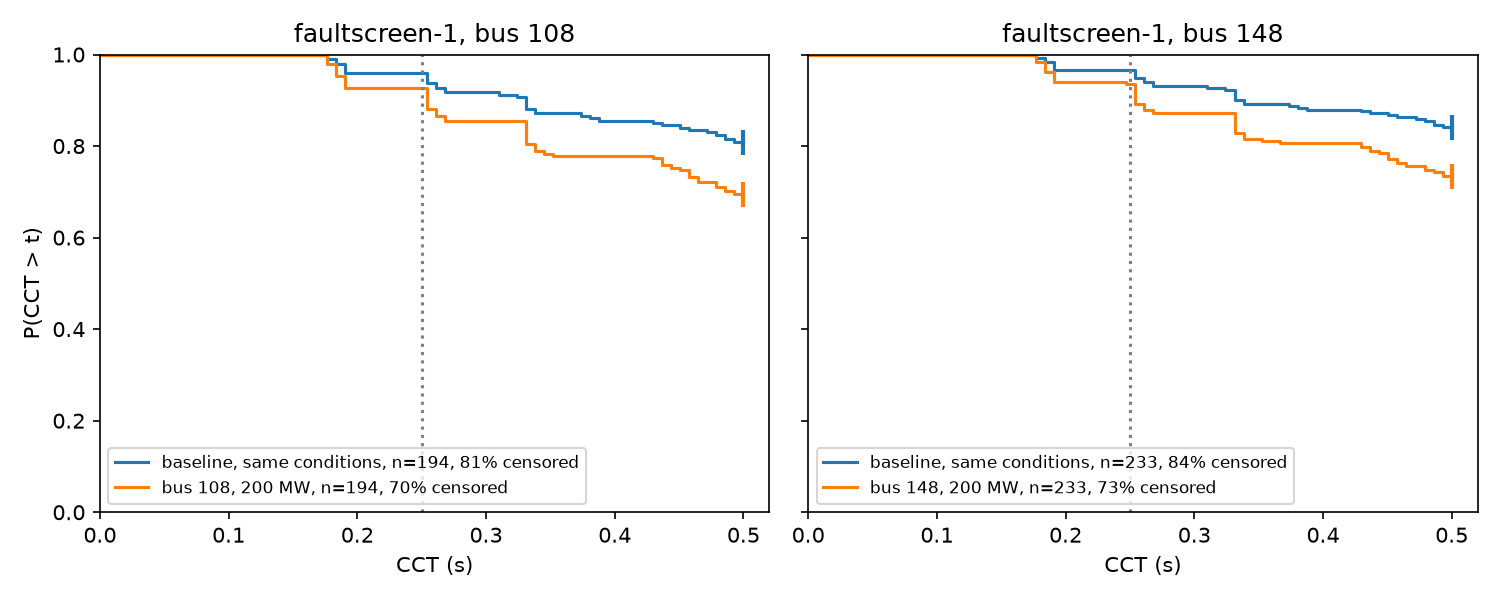 faultscreen-1, bus 108
P(CCT > t)
1.0
0.8
0.6
0.4
0.2
0.0
baseline, same conditions, n=194, 81% censored
bus 108, 200 MW, n=194, 70% censored
0.0 0.1 0.2 0.3 0.4 0.5
CCT (s)
faultscreen-1, bus 148
baseline, same conditions, n=233, 84% censored
bus 148, 200 MW, n=233, 73% censored
0.0 0.1 0.2 0.3 0.4 0.5
CCT (s)